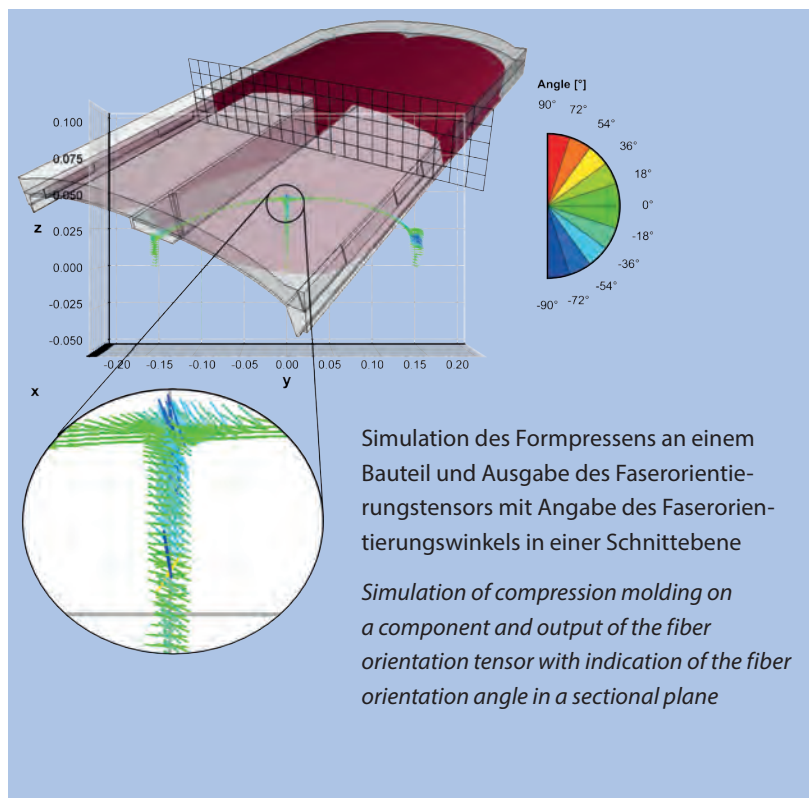 Angle [°]
90°
72°
54°
36°
18°
0°
-18°
-36°
-54°
-72°
-90°
0.100
0.075
0.050
z
0.025
0.000
-0.025
-0.050
-0.20 -0.15 -0.10 -0.05 0.00 0.05 0.10 0.15 0.20
x
y
Simulation des Formpressens an einem
Bauteil und Ausgabe des Faserorientie-
rungstensors mit Angabe des Faserorien-
tierungswinkels in einer Schnittebene
Simulation of compression molding on
a component and output of the fiber
orientation tensor with indication of the fiber
orientation angle in a sectional plane